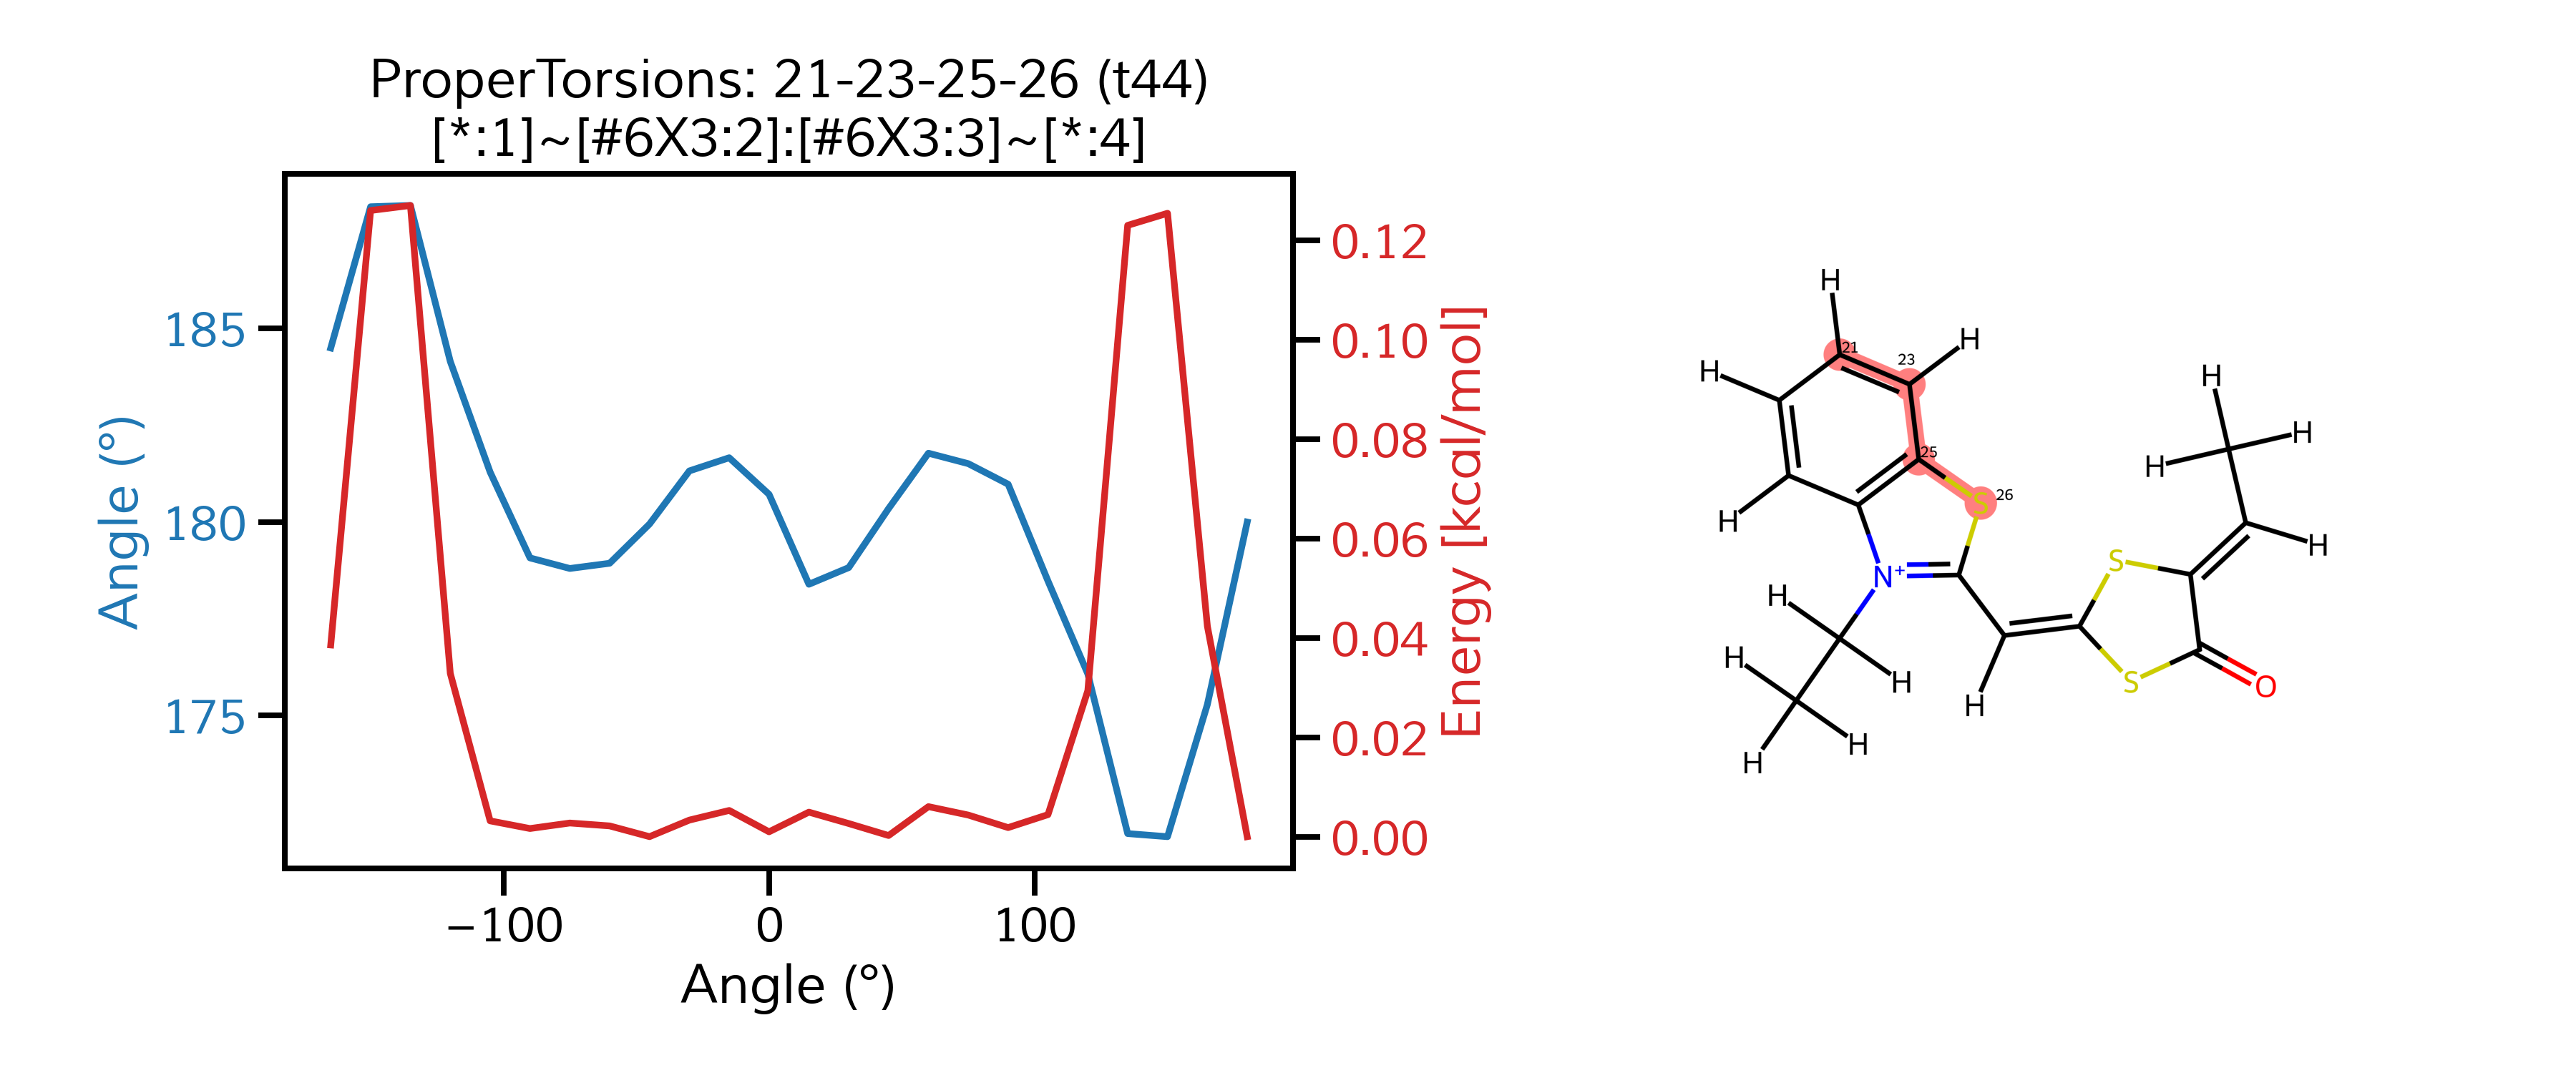 ProperTorsions: 21-23-25-26 (t44)
[*:1]~[#6X3:2]:[#6X3:3]~[*:4]
185
180
175
Angle (°)
0.12
0.10
0.08
0.06
0.04
0.02
0.00
Energy [kcal/mol]
−100
0
100
Angle (°)
H
H
21
23
H
H
25
S
26
H
H
H
H
N+
S
H
H
H
S
O
H
H
H
H